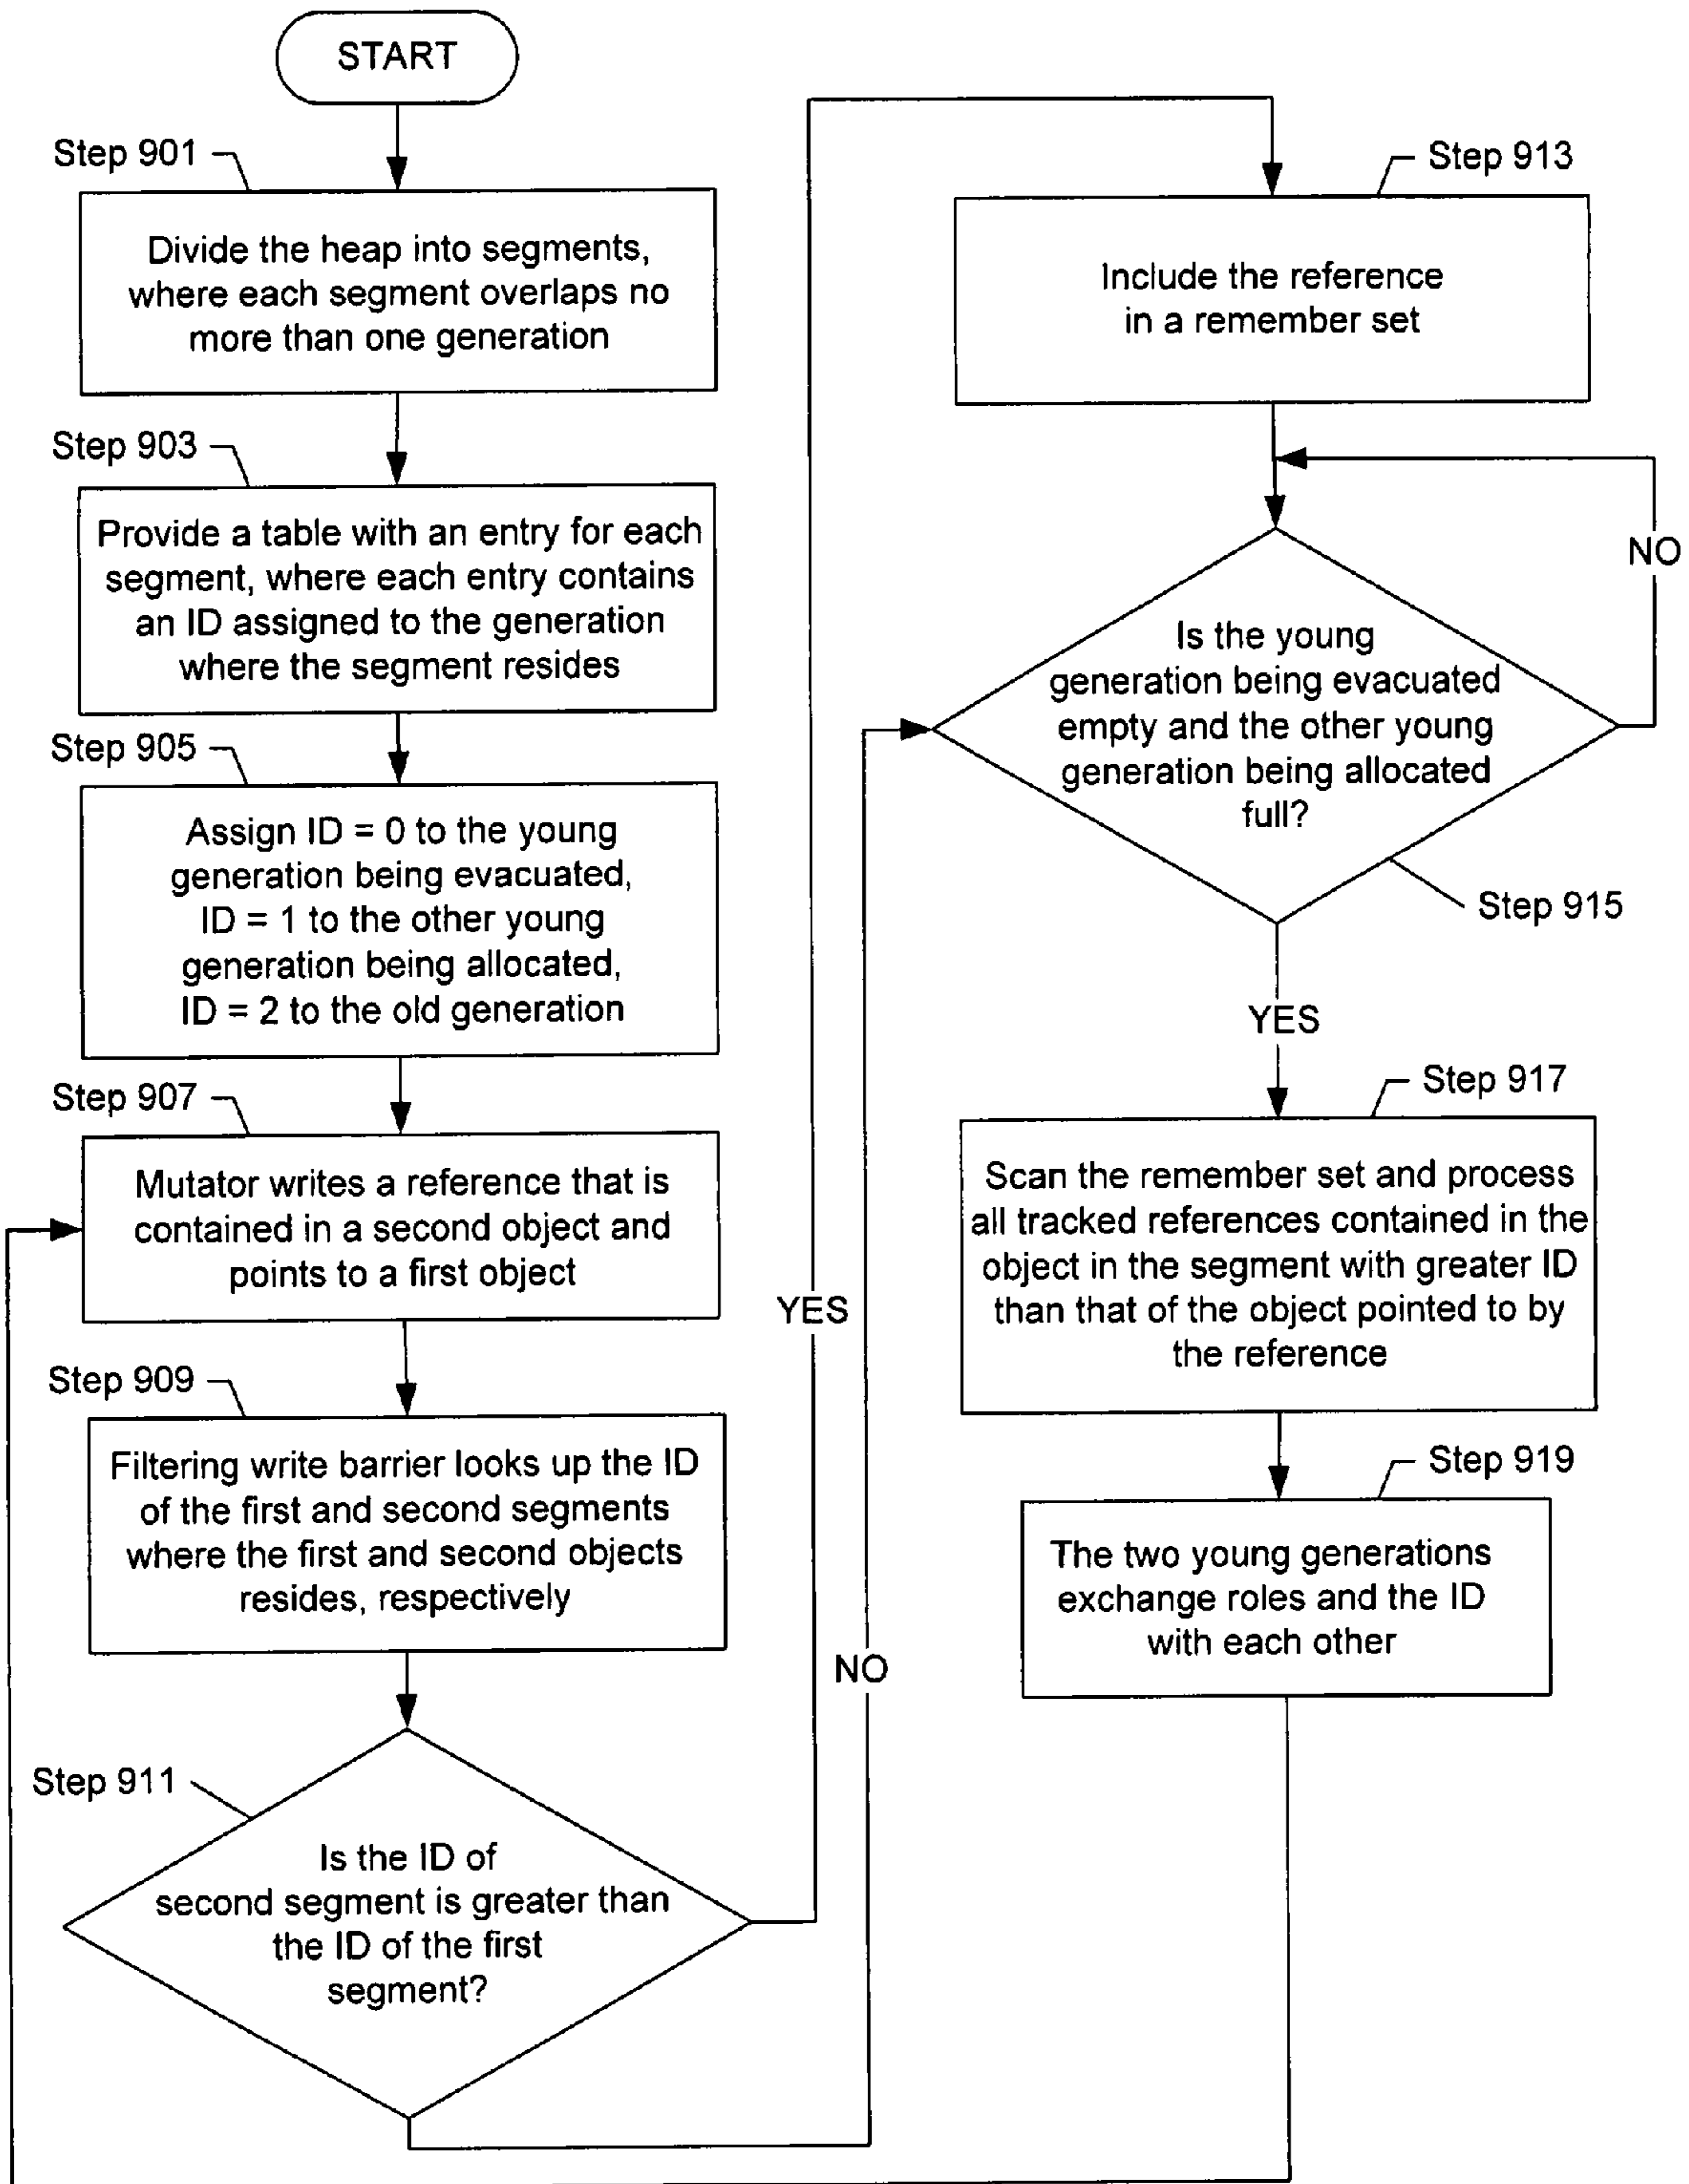 START
Step 901
Divide the heap into segments,
where each segment overlaps no
more than one generation
Step 903
Provide a table with an entry for each
segment, where each entry contains
an ID assigned to the generation
where the segment resides
Step 905
Assign ID = 0 to the young
generation being evacuated,
ID = 1 to the other young
generation being allocated,
ID = 2 to the old generation
Step 907
Mutator writes a reference that is
contained in a second object and
points to a first object
Step 909
Filtering write barrier looks up the ID
of the first and second segments
where the first and second objects
resides, respectively
Step 911
Is the ID of
second segment is greater than
the ID of the first
segment?
YES
NO
Step 913
Include the reference
in a remember set
NO
Is the young
generation being evacuated
empty and the other young
generation being allocated
full?
Step 915
YES
Step 917
Scan the remember set and process
all tracked references contained in the
object in the segment with greater ID
than that of the object pointed to by
the reference
Step 919
The two young generations
exchange roles and the ID
with each other